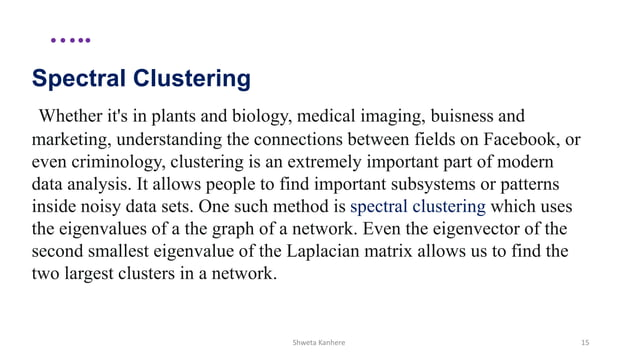 Spectral Clustering
Whether it's in plants and biology, medical imaging, buisness and
marketing, understanding the connections between fields on Facebook, or
even criminology, clustering is an extremely important part of modern
data analysis. It allows people to find important subsystems or patterns
inside noisy data sets. One such method is spectral clustering which uses
the eigenvalues of a the graph of a network. Even the eigenvector of the
second smallest eigenvalue of the Laplacian matrix allows us to find the
two largest clusters in a network.
Shweta Kanhere
15